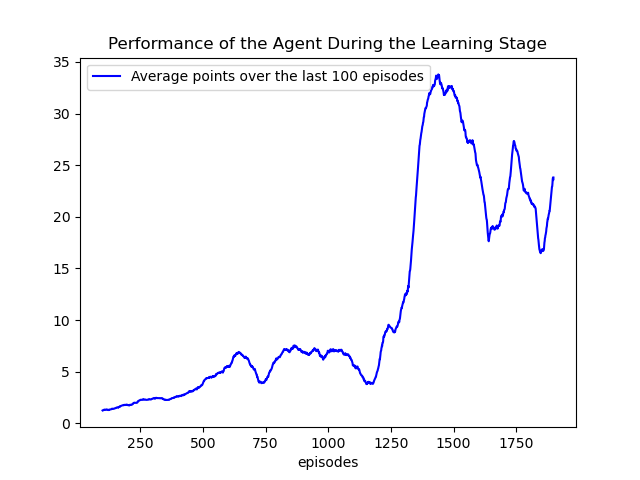 Performance of the Agent During the Learning Stage
Average points over the last 100 episodes
35
30
25
20
15
10
5
0
250 500 750 1000 1250 1500 1750
episodes